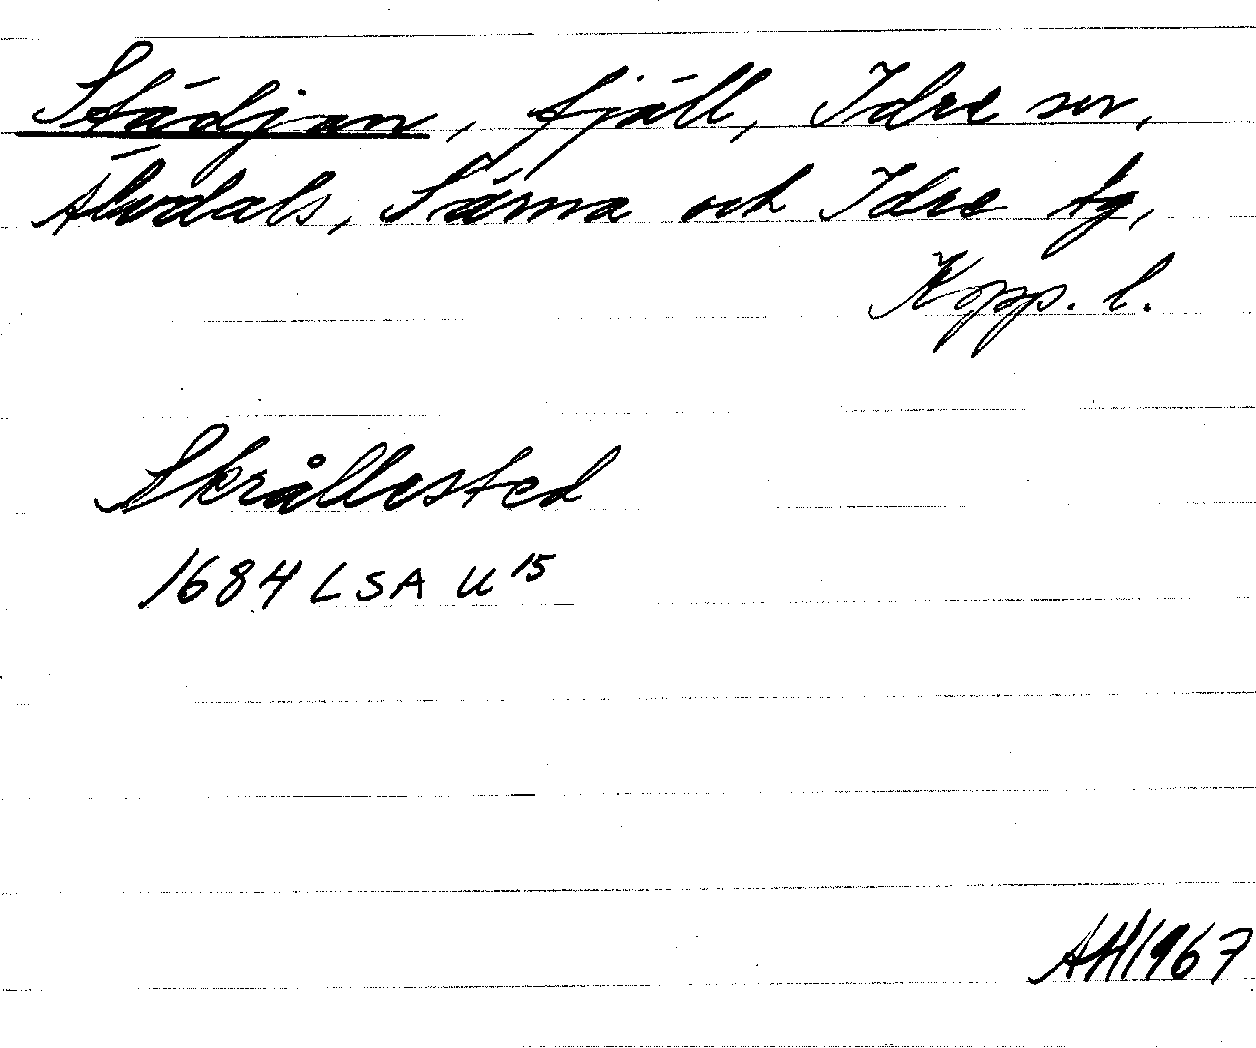 Städjan, fjäll, Idre sn,
Älvdals, Särna och Idre tg,
Kopp. l.
Skrållested
1684 LSA U 15
AH 1967